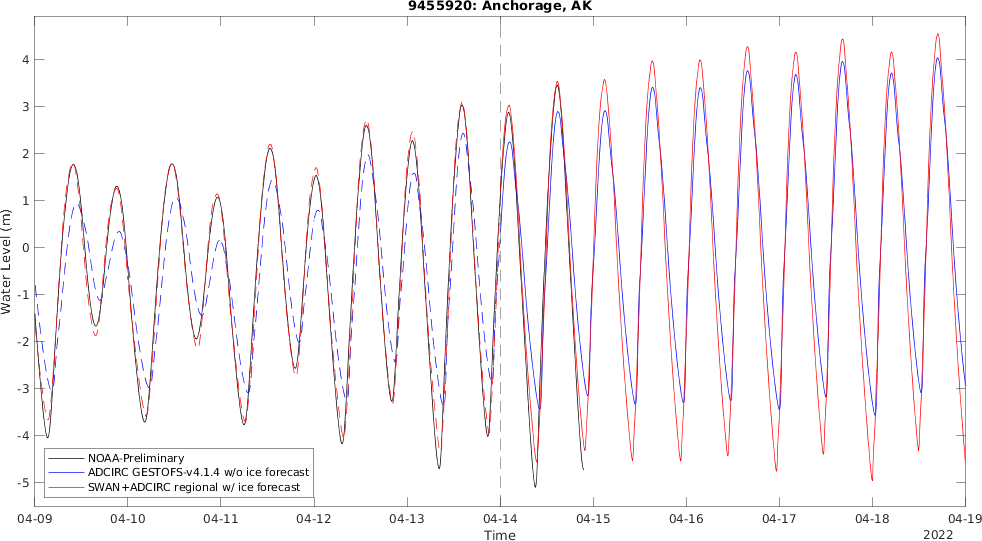 9455920: Anchorage, AK
Water Level (m)
4
3
2
1
0
-1
-2
-3
-4
-5
NOAA-Preliminary
ADCIRC GESTOFS-v4.1.4 w/o ice forecast
SWAN+ADCIRC regional w/ ice forecast
04-09 04-10 04-11 04-12 04-13 04-14 04-15 04-16 04-17 04-18 04-19
Time
2022